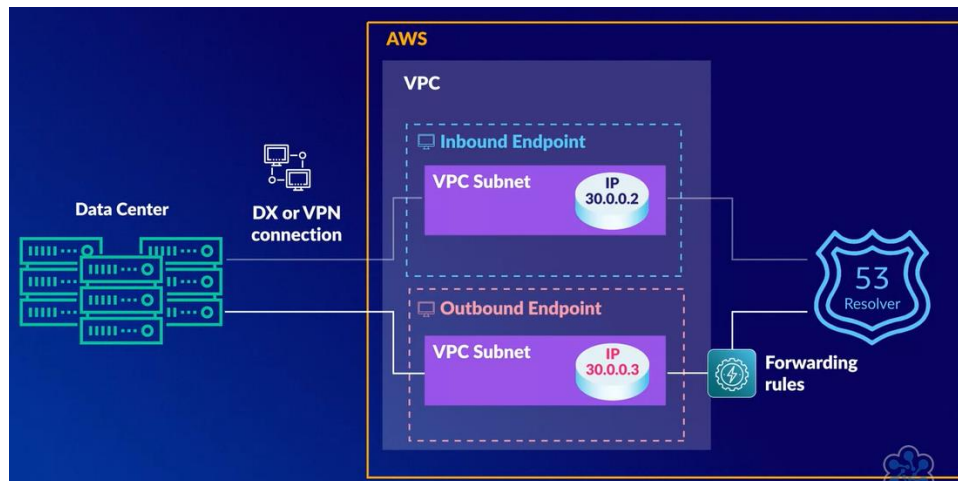 AWS
VPC
Inbound Endpoint
VPC Subnet
IP
30.0.0.2
Data Center
DX or VPN
connection
53
Resolver
Outbound Endpoint
VPC Subnet
IP
30.0.0.3
Forwarding
rules